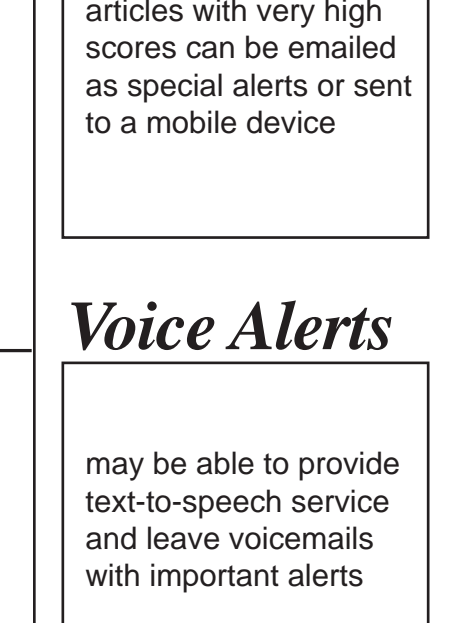 articles with very high
scores can be emailed
as special alerts or sent
to a mobile device
Voice Alerts
may be able to provide
text-to-speech service
and leave voicemails
with important alerts